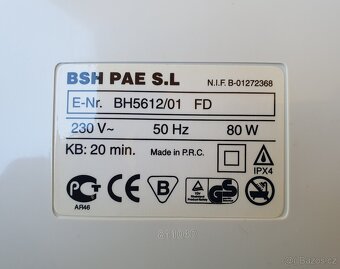 BSH PAE S.L N.I.F. B-01272368
E-Nr. BH5612/01 FD
230 V~ 50 Hz 80 W
KB: 20 min. Made in P.R.C.
IPX4
AR46